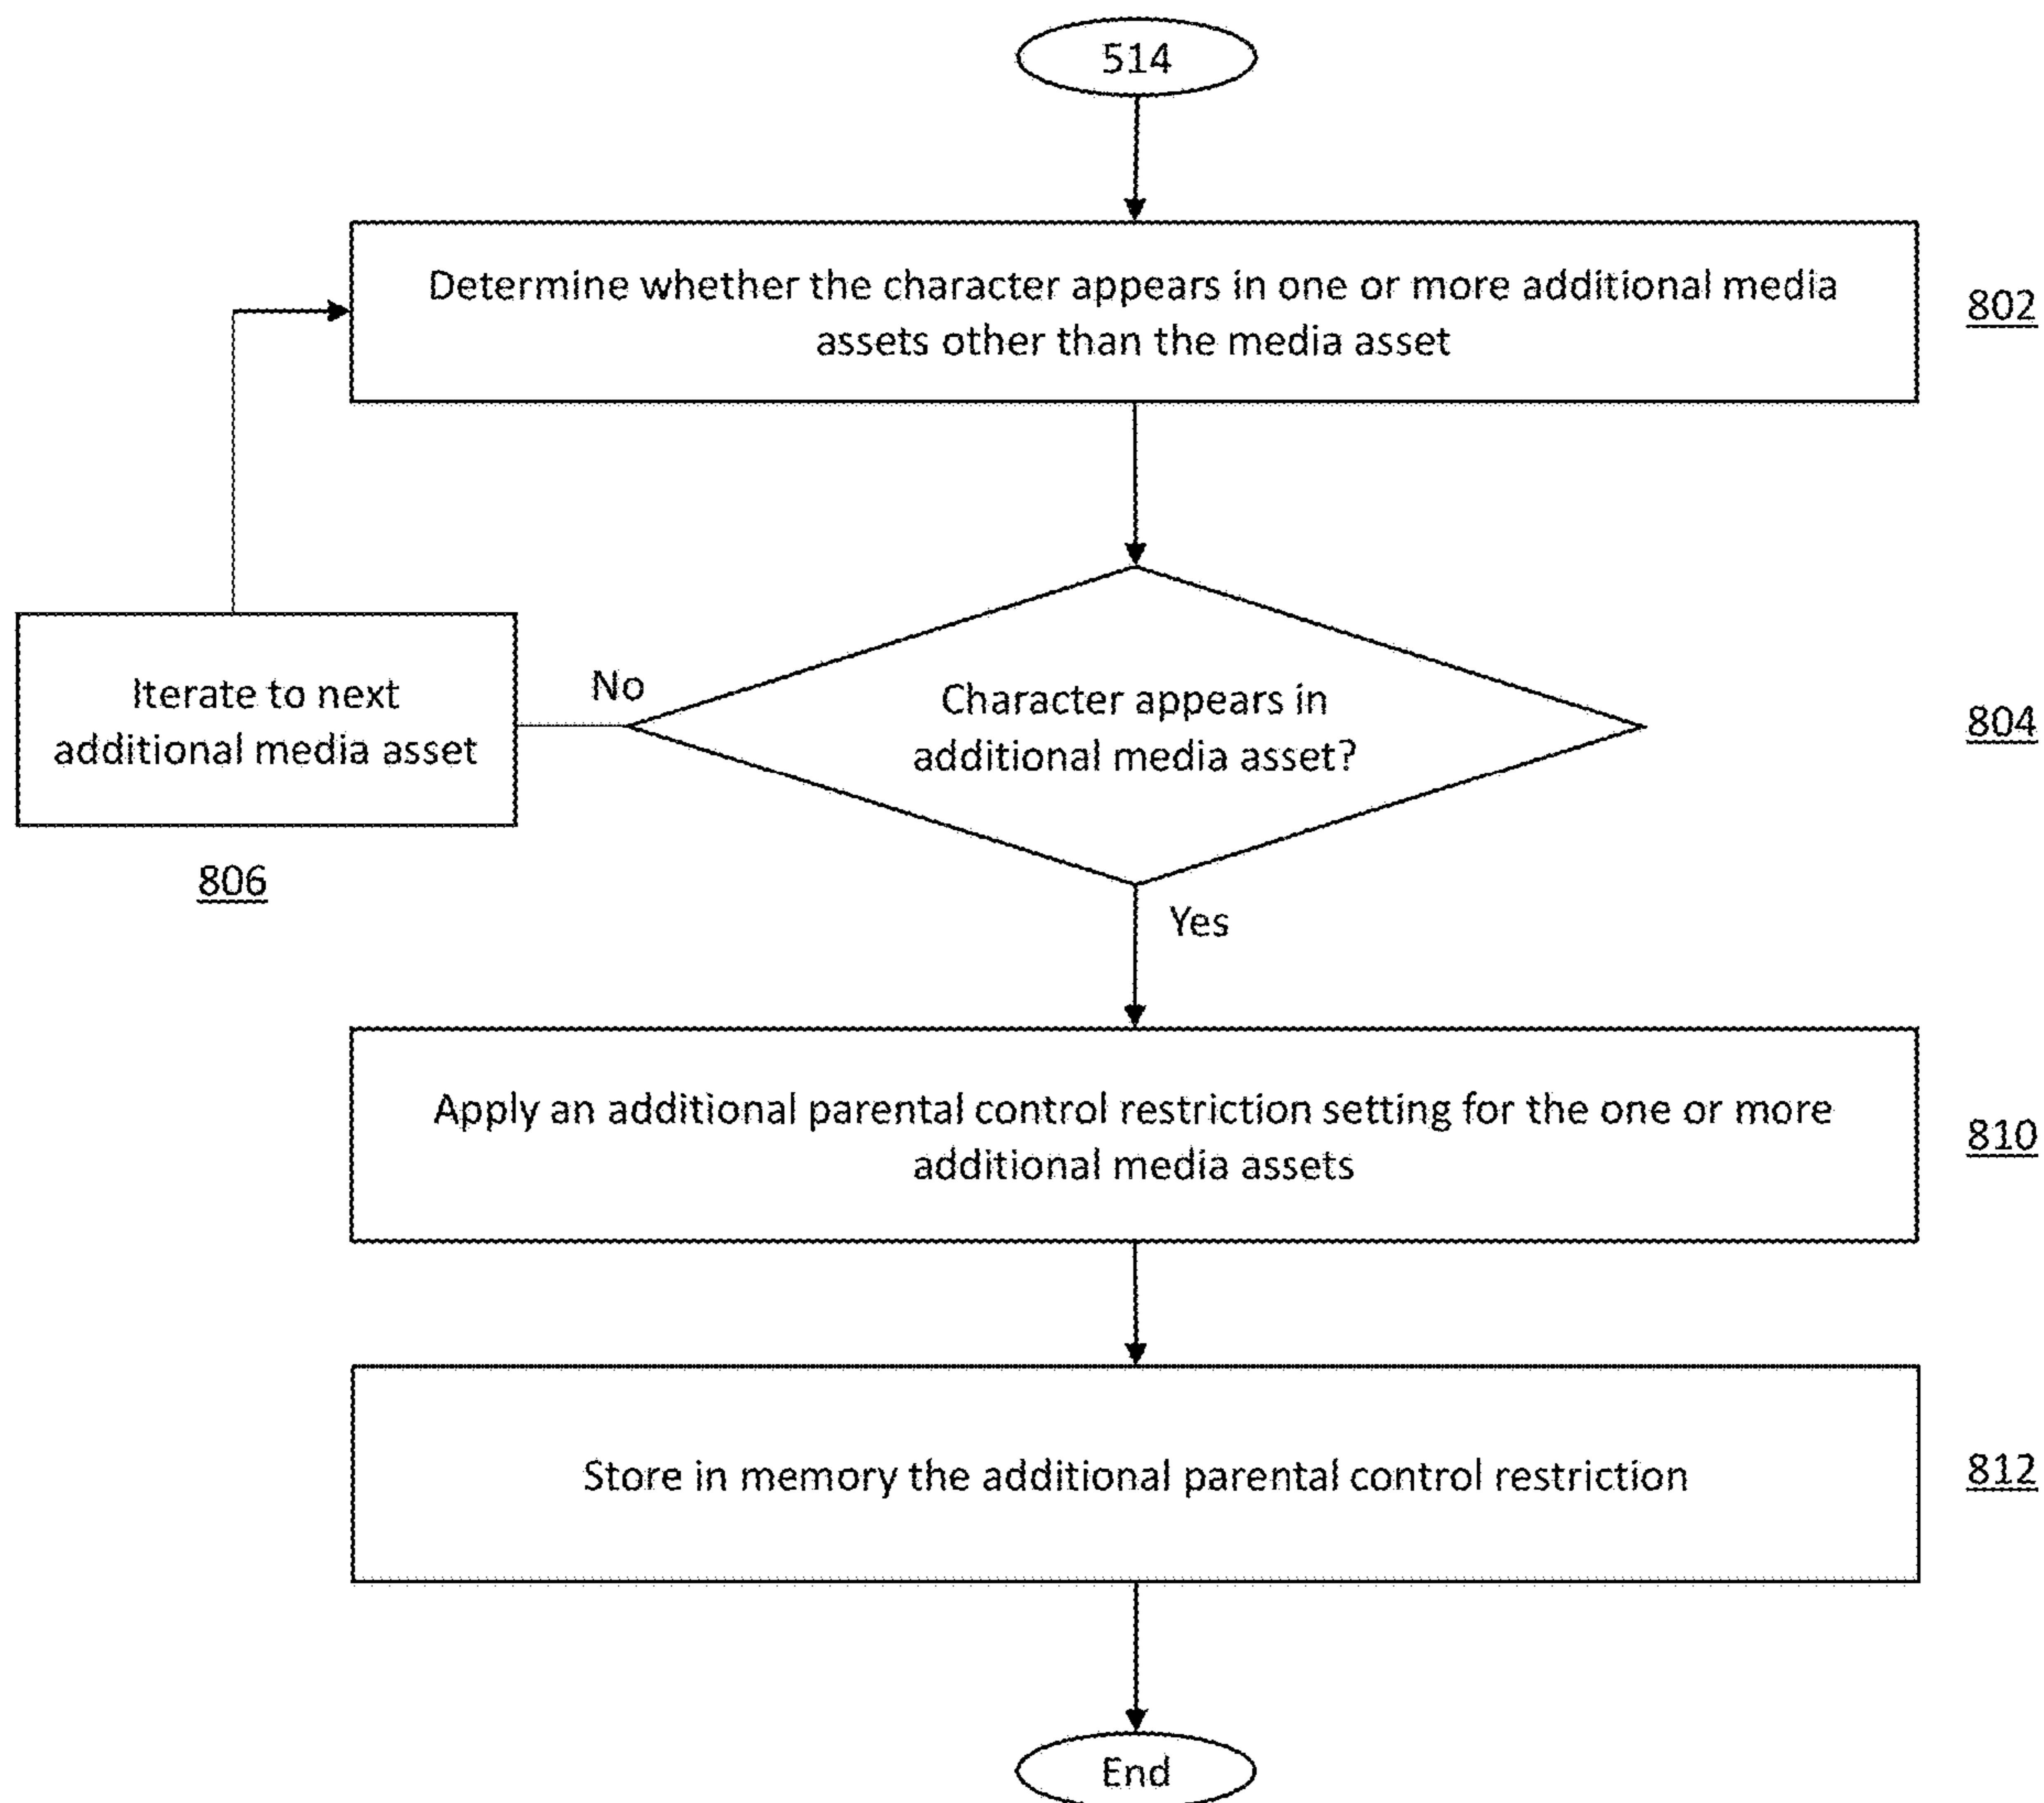 514
Determine whether the character appears in one or more additional media
assets other than the media asset
802
No
Iterate to next
additional media asset
806
Character appears in
additional media asset?
804
Yes
Apply an additional parental control restriction setting for the one or more
additional media assets
810
Store in memory the additional parental control restriction
812
End